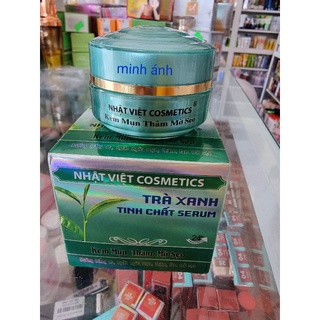 minh ánh
NHẬT VIỆT COSMETICS®
Kem Mụn Thâm Mờ Sẹo
NHẬT VIỆT COSMETICS
TRÀ XANH
TINH CHẤT SERUM
Kem Mụn Thâm Mờ Sẹo